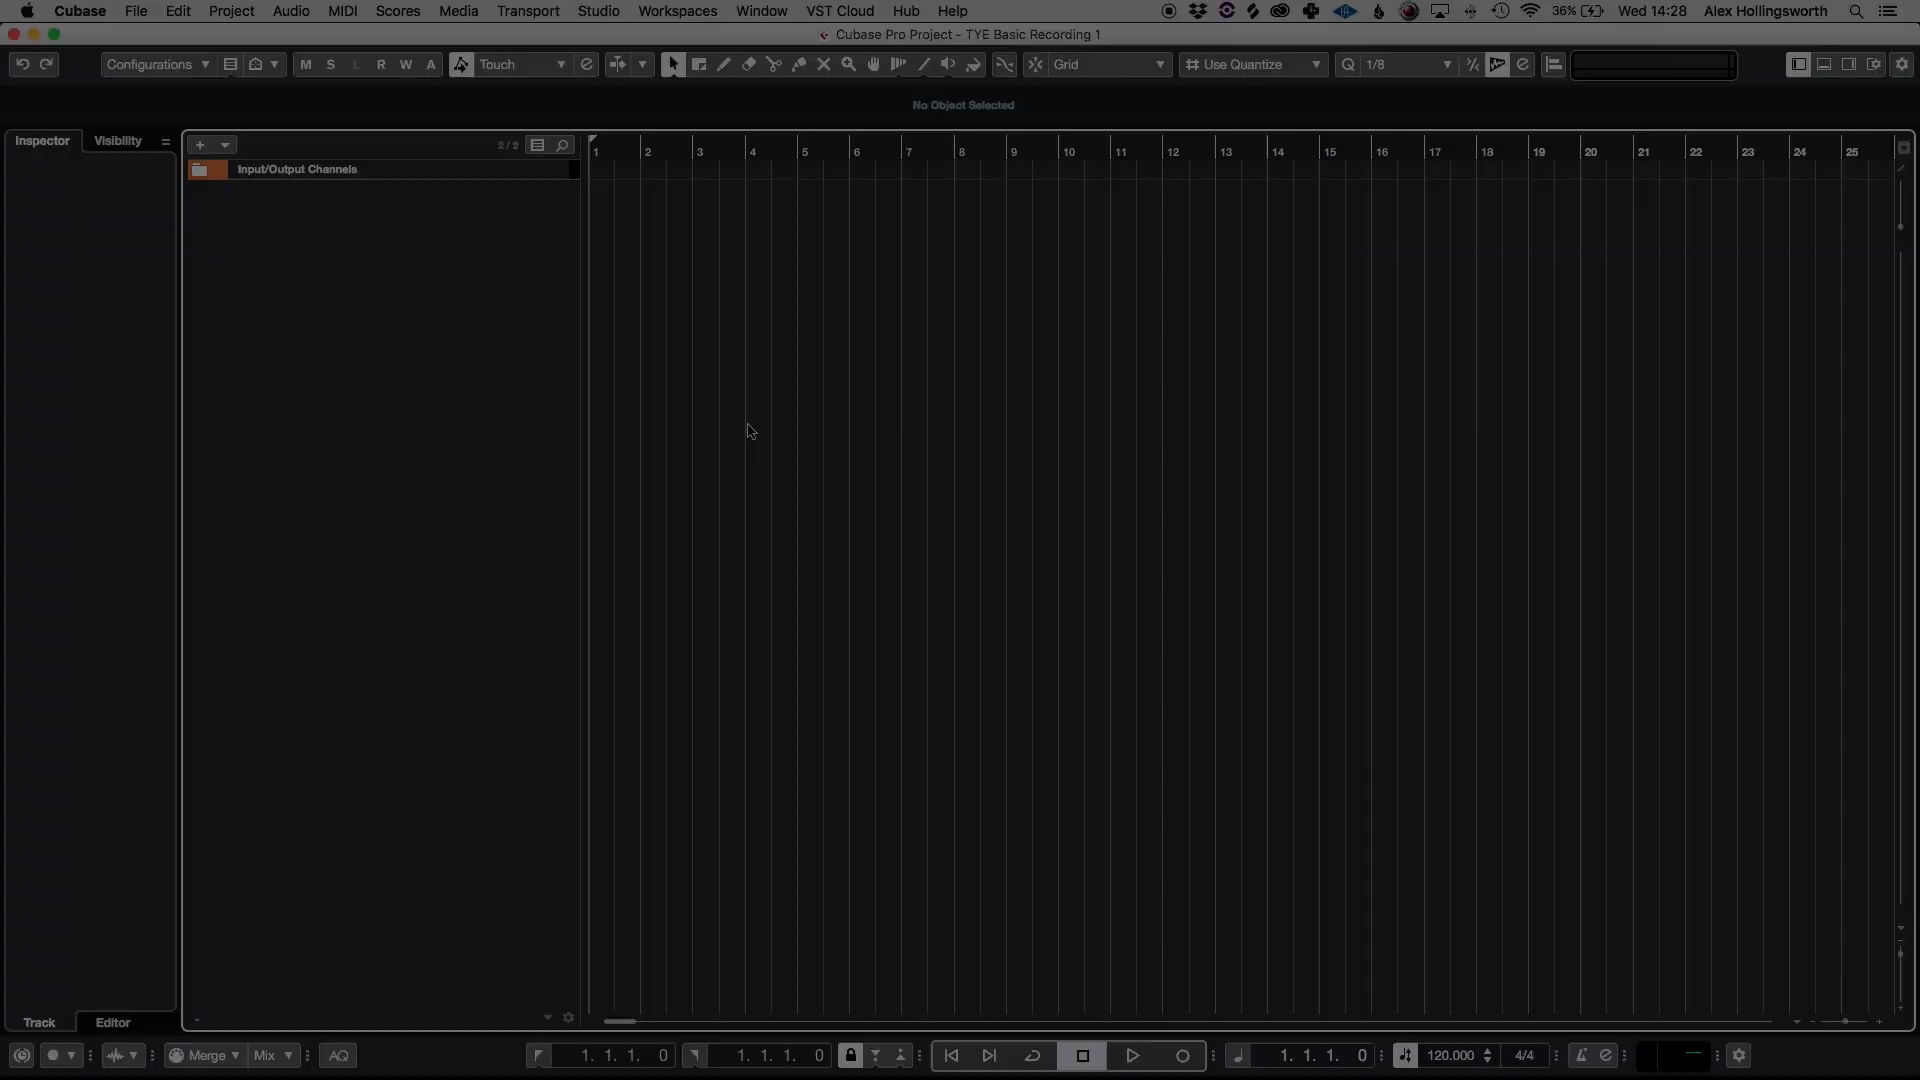 Cubase File Edit Project Audio MIDI Scores Media Transport Studio Workspaces Window VST Cloud Hub Help 36% Wed 14:28 Alex Hollingsworth
Cubase Pro Project - TYE Basic Recording 1
Configurations M S L R W A Touch Grid Use Quantize Q 1/8
No Object Selected
Inspector Visibility 2 / 2
1 2 3 4 5 6 7 8 9 10 11 12 13 14 15 16 17 18 19 20 21 22 23 24 25
Input/Output Channels
Track Editor
Merge Mix AQ 1. 1. 1. 0 1. 1. 1. 0 1. 1. 1. 0 120.000 4/4